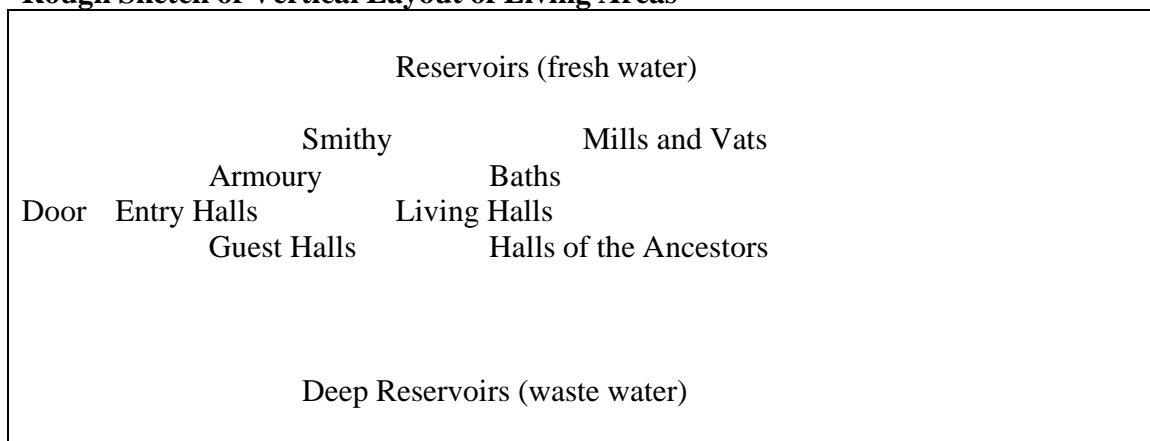 Rough Sketch of Vertical Layout of Living Areas
Reservoirs (fresh water)
Smithy Mills and Vats
Armoury Baths
Door Entry Halls Living Halls
Guest Halls Halls of the Ancestors
Deep Reservoirs (waste water)